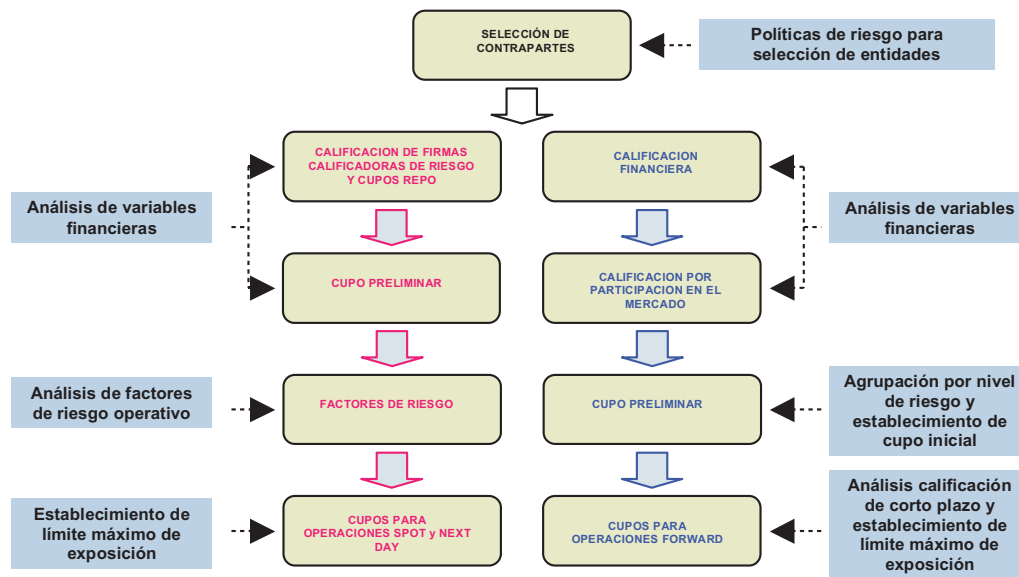 SELECCIÓN DE
CONTRAPARTES
Políticas de riesgo para
selección de entidades
CALIFICACION DE FIRMAS
CALIFICADORAS DE RIESGO
Y CUPOS REPO
CALIFICACION
FINANCIERA
Análisis de variables
financieras
Análisis de variables
financieras
CUPO PRELIMINAR
CALIFICACION POR
PARTICIPACION EN EL
MERCADO
Análisis de factores
de riesgo operativo
FACTORES DE RIESGO
CUPO PRELIMINAR
Agrupación por nivel
de riesgo y
establecimiento de
cupo inicial
Establecimiento de
límite máximo de
exposición
CUPOS PARA
OPERACIONES SPOT y NEXT
DAY
CUPOS PARA
OPERACIONES FORWARD
Análisis calificación
de corto plazo y
establecimiento de
límite máximo de
exposición